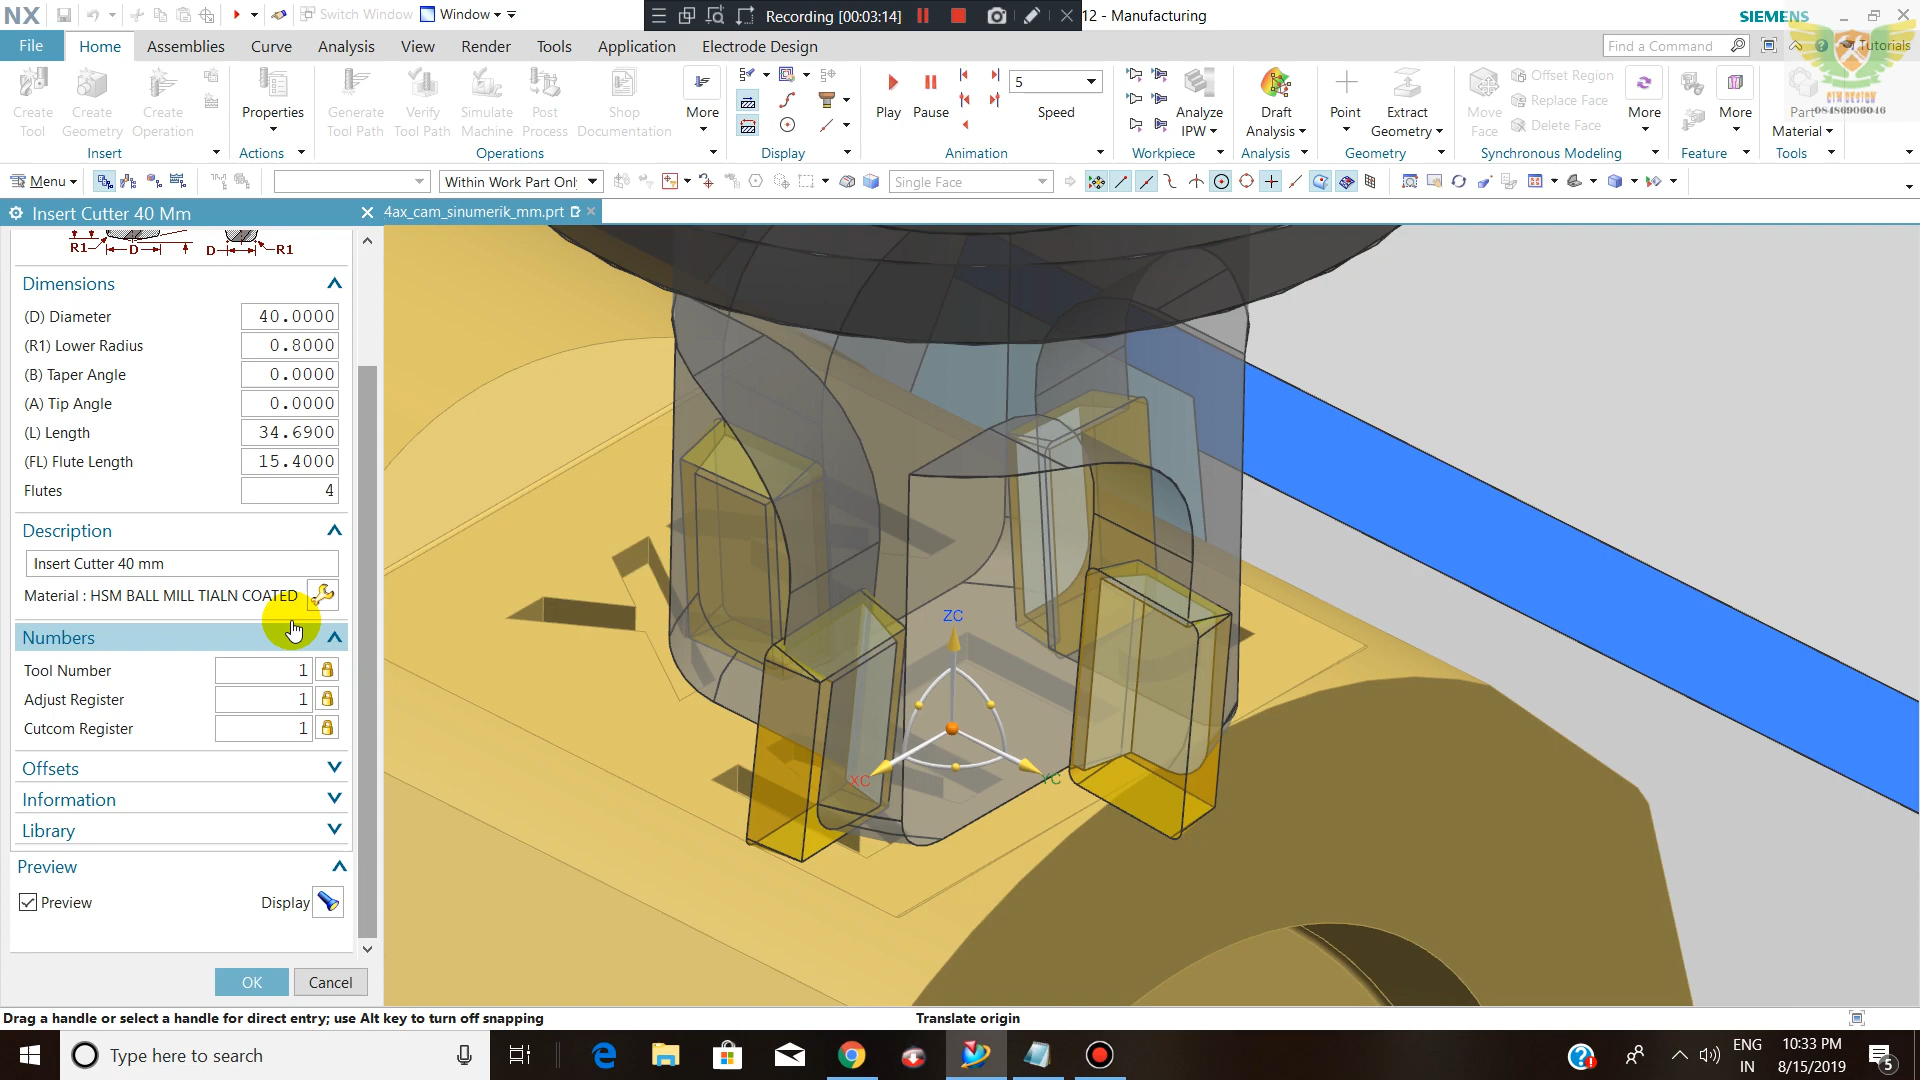 NX
Switch Window
Window
Recording [00:03:14]
12 - Manufacturing
SIEMENS
File
Home
Assemblies
Curve
Analysis
View
Render
Tools
Application
Electrode Design
Find a Command
Tutorials
Create Tool
Create Geometry
Create Operation
Properties
Generate Tool Path
Verify Tool Path
Simulate Machine
Post Process
Shop Documentation
More
Play
Pause
5
Speed
Analyze IPW
Draft Analysis
Point
Extract Geometry
Move Face
Offset Region
Replace Face
Delete Face
More
More
Part Material
CTM DESIGN
08486906046
Insert
Actions
Operations
Display
Animation
Workpiece
Analysis
Geometry
Synchronous Modeling
Feature
Tools
Menu
Within Work Part Onl
Single Face
Insert Cutter 40 Mm
4ax_cam_sinumerik_mm.prt
R1
D
D
R1
Dimensions
(D) Diameter 40.0000
(R1) Lower Radius 0.8000
(B) Taper Angle 0.0000
(A) Tip Angle 0.0000
(L) Length 34.6900
(FL) Flute Length 15.4000
Flutes 4
Description
Insert Cutter 40 mm
Material : HSM BALL MILL TIALN COATED
Numbers
Tool Number 1
Adjust Register 1
Cutcom Register 1
Offsets
Information
Library
Preview
Preview
Display
OK
Cancel
ZC
XC
YC
Drag a handle or select a handle for direct entry; use Alt key to turn off snapping
Translate origin
Type here to search
ENG
IN
10:33 PM
8/15/2019
5